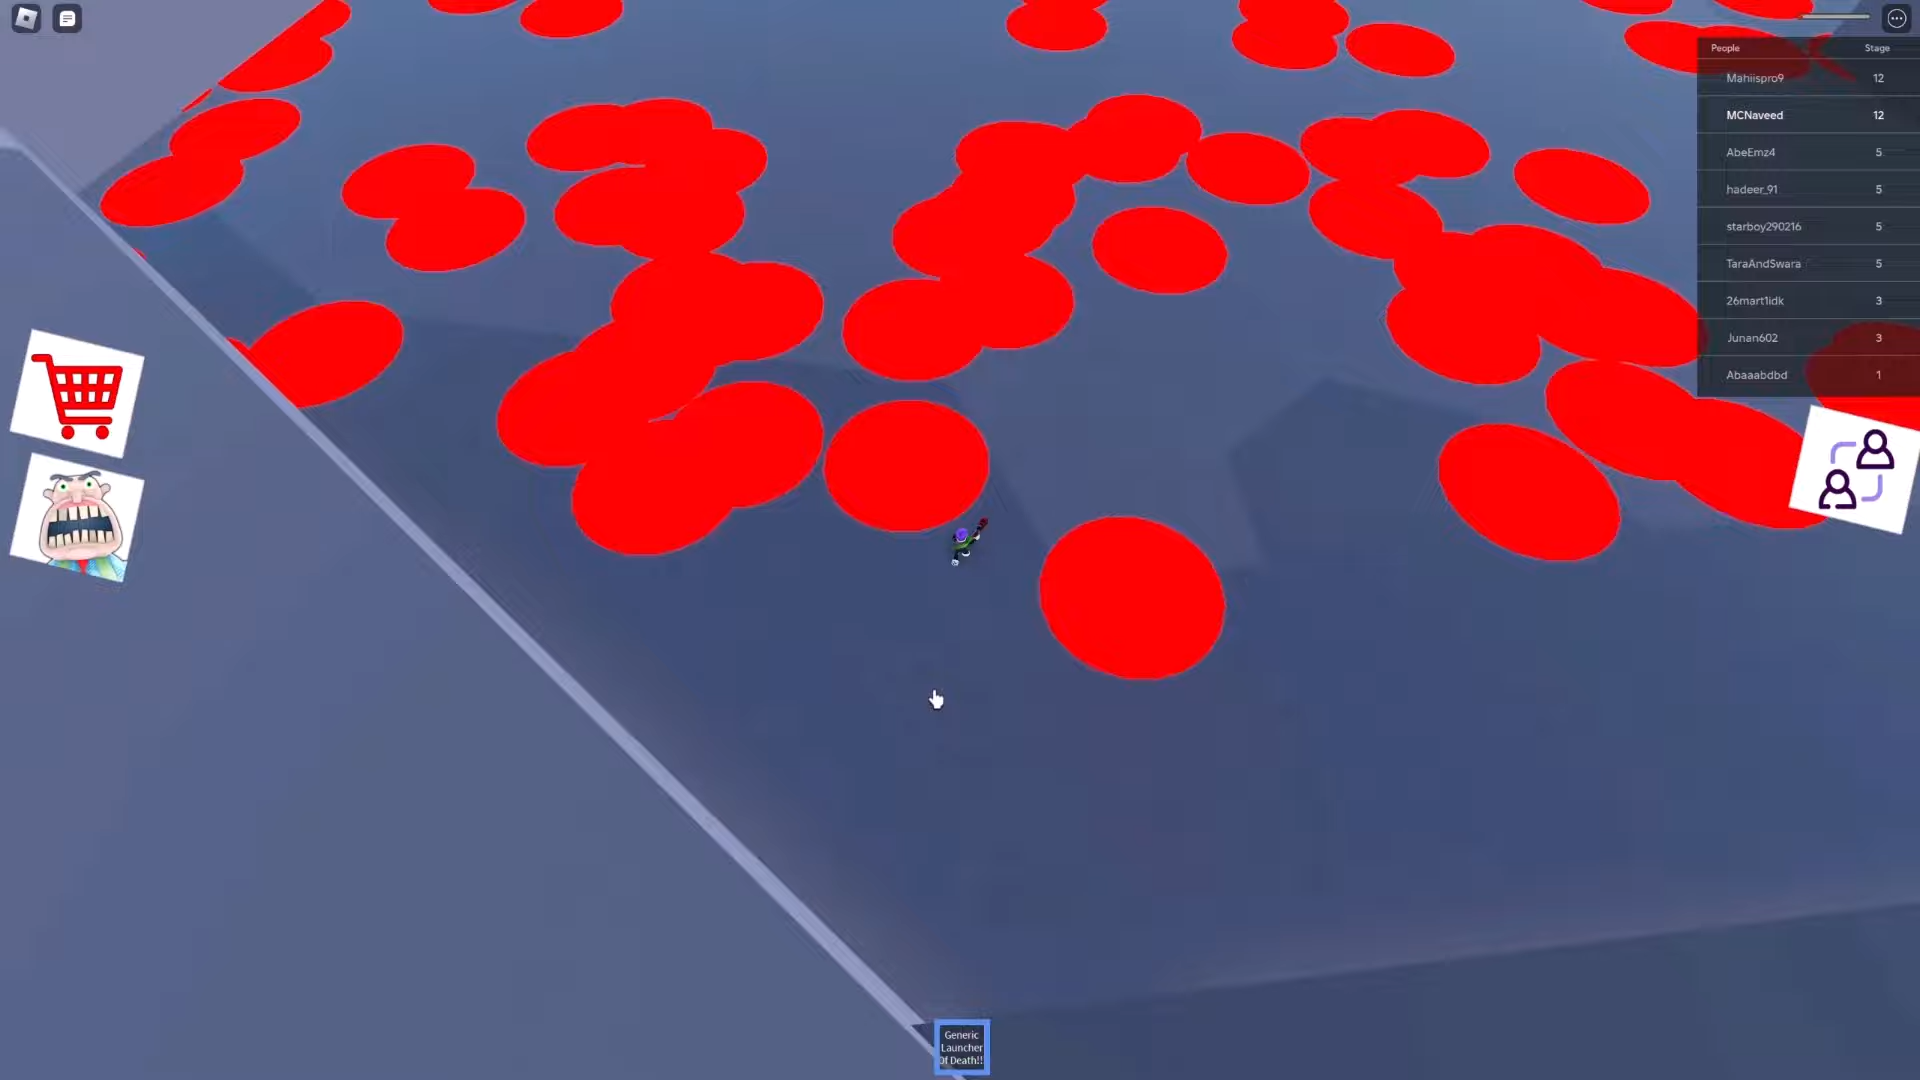 People Stage
Mahiispro9 12
MCNaveed 12
AbeEmz4 5
hadeer_91 5
starboy290216 5
TaraAndSwara 5
26mart1idk 3
Junan602 3
Abaaabdbd 1
Generic
Launcher
Of Death!!